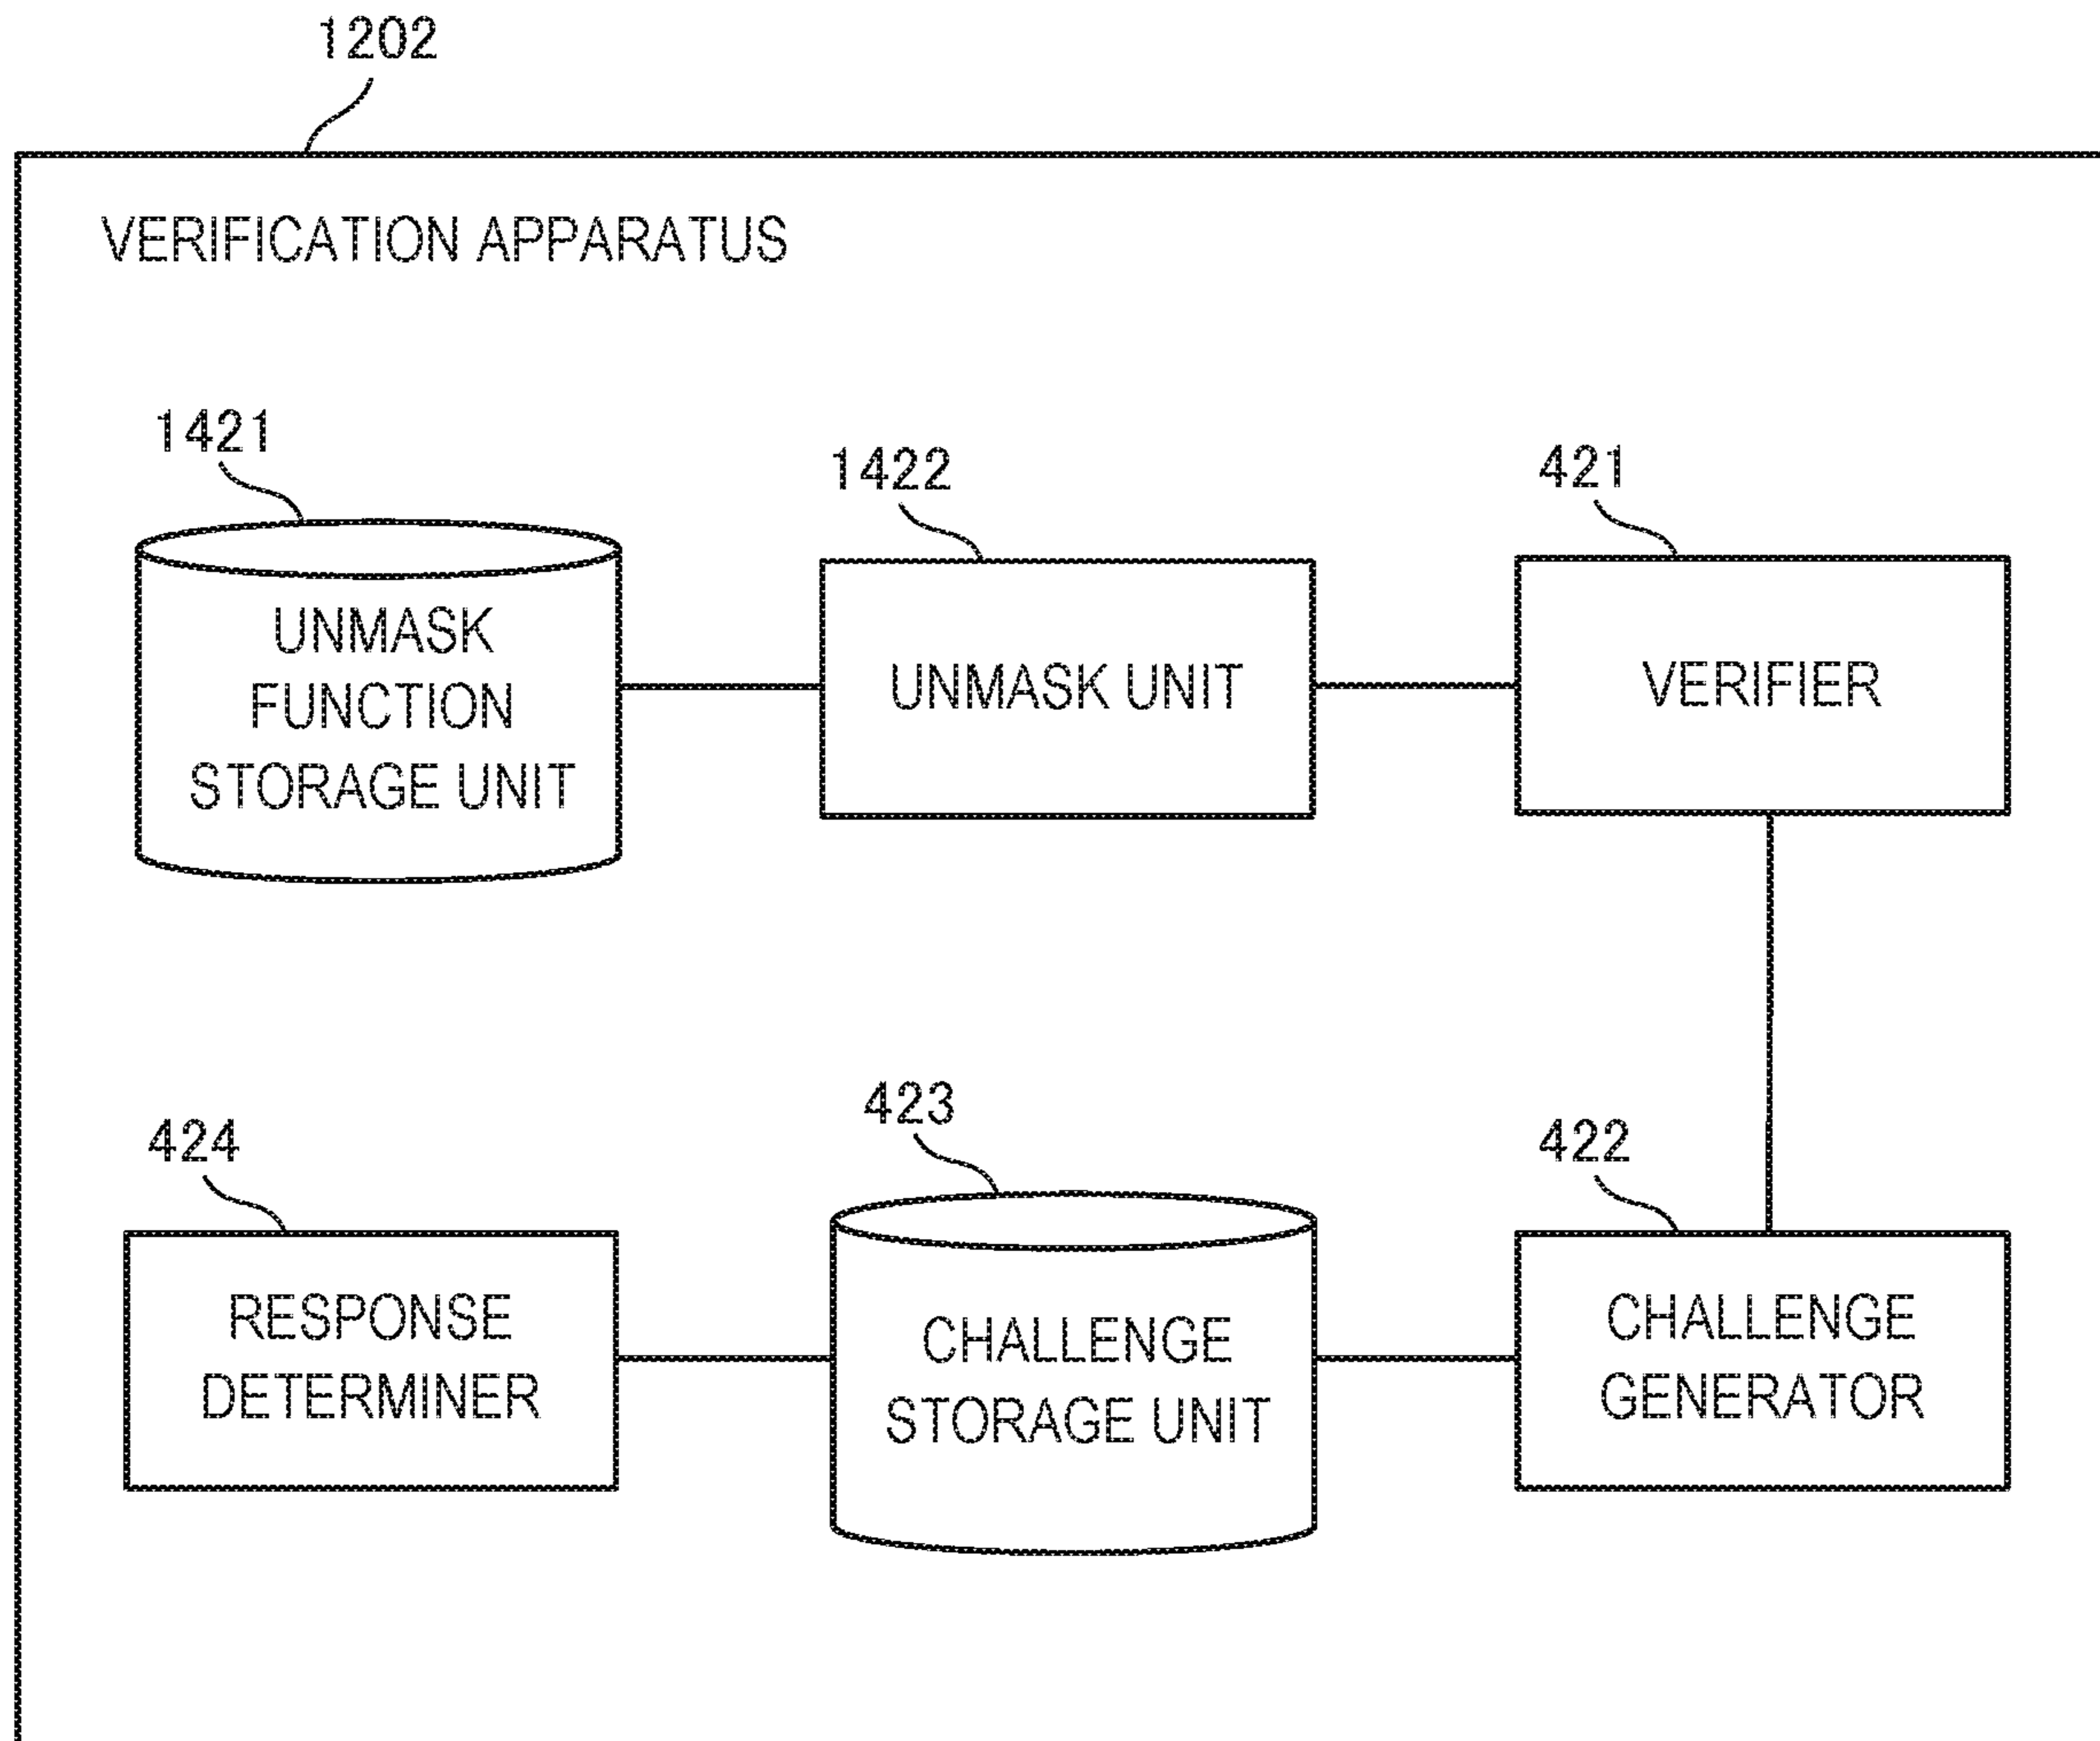 1202
VERIFICATION APPARATUS
1421
1422
421
UNMASK
FUNCTION
STORAGE UNIT
UNMASK UNIT
VERIFIER
424
423
422
RESPONSE
DETERMINER
CHALLENGE
STORAGE UNIT
CHALLENGE
GENERATOR